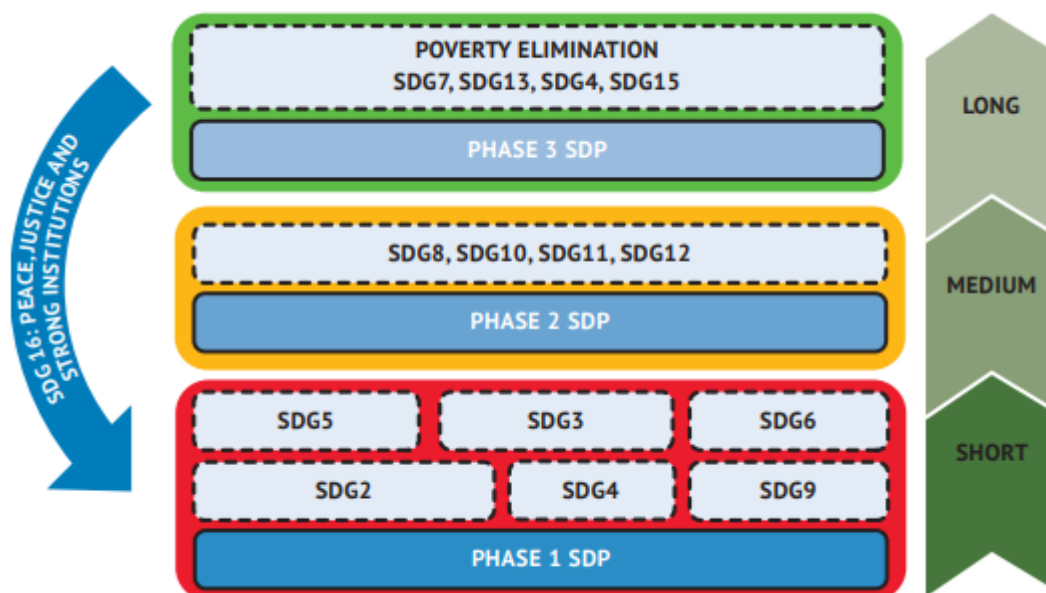 POVERTY ELIMINATION
SDG7, SDG13, SDG4, SDG15
PHASE 3 SDP
LONG
SDG 16: PEACE, JUSTICE AND
STRONG INSTITUTIONS
SDG8, SDG10, SDG11, SDG12
PHASE 2 SDP
MEDIUM
SDG5
SDG3
SDG6
SDG2
SDG4
SDG9
SHORT
PHASE 1 SDP